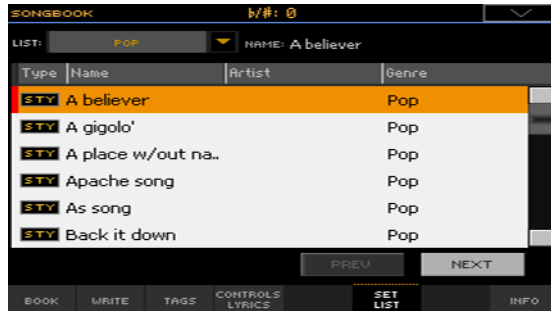 SONGBOOK b/#: 0
LIST: POP NAME: A believer
Type Name Artist Genre
STY A believer Pop
STY A gigolo' Pop
STY A place w/out na.. Pop
STY Apache song Pop
STY As song Pop
STY Back it down Pop
PREV NEXT
BOOK WRITE TAGS CONTROLS LYRICS SET LIST INFO